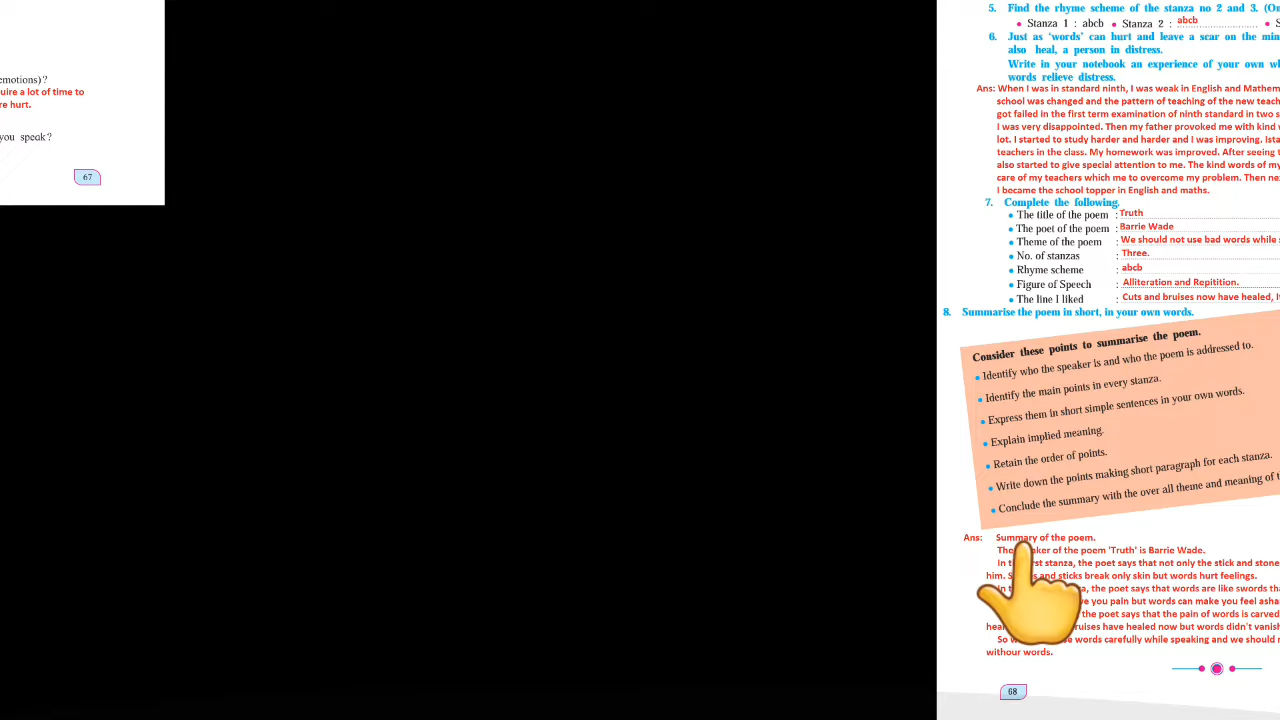 emotions)?
uire a lot of time to
re hurt.
you speak?
67
5. Find the rhyme scheme of the stanza no 2 and 3. (On
• Stanza 1 : abcb • Stanza 2 : abcb • S
6. Just as 'words' can hurt and leave a scar on the min
also heal, a person in distress.
Write in your notebook an experience of your own wh
words relieve distress.
Ans: When I was in standard ninth, I was weak in English and Mathem
school was changed and the pattern of teaching of the new teach
got failed in the first term examination of ninth standard in two s
I was very disappointed. Then my father provoked me with kind w
lot. I started to study harder and harder and I was improving. Ista
teachers in the class. My homework was improved. After seeing t
also started to give special attention to me. The kind words of my
care of my teachers which me to overcome my problem. Then ne
I became the school topper in English and maths.
7. Complete the following.
• The title of the poem : Truth
• The poet of the poem : Barrie Wade
• Theme of the poem : We should not use bad words while s
• No. of stanzas : Three.
• Rhyme scheme : abcb
• Figure of Speech : Alliteration and Repitition.
• The line I liked : Cuts and bruises now have healed, I
8. Summarise the poem in short, in your own words.
Consider these points to summarise the poem.
• Identify who the speaker is and who the poem is addressed to.
• Identify the main points in every stanza.
• Express them in short simple sentences in your own words.
• Explain implied meaning.
• Retain the order of points.
• Write down the points making short paragraph for each stanza.
• Conclude the summary with the over all theme and meaning of t
Ans: Summary of the poem.
The aker of the poem 'Truth' is Barrie Wade.
In t rst stanza, the poet says that not only the stick and stone
him. S s and sticks break only skin but words hurt feelings.
In t za, the poet says that words are like swords tha
ve you pain but words can make you feel asha
the poet says that the pain of words is carved
hea ruises have healed now but words didn't vanish
So w se words carefully while speaking and we should n
withour words.
68